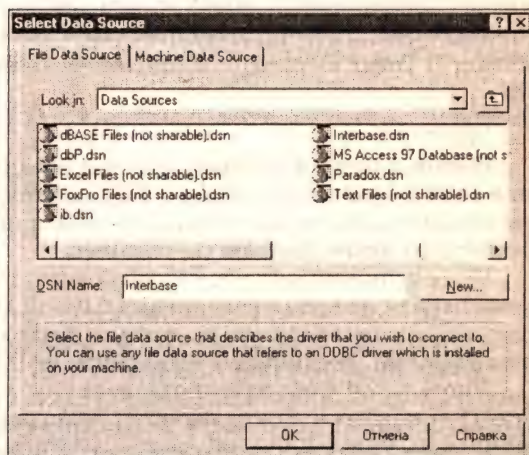 Select Data Source
File Data Source Machine Data Source
Look in: Data Sources
dBASE Files (not sharable).dsn
dbP.dsn
Excel Files (not sharable).dsn
FoxPro Files (not sharable).dsn
ib.dsn
Interbase.dsn
MS Access 97 Database (not s
Paradox.dsn
Text Files (not sharable).dsn
DSN Name: Interbase New...
Select the file data source that describes the driver that you wish to connect to.
You can use any file data source that refers to an ODBC driver which is installed
on your machine.
OK Отмена Справка